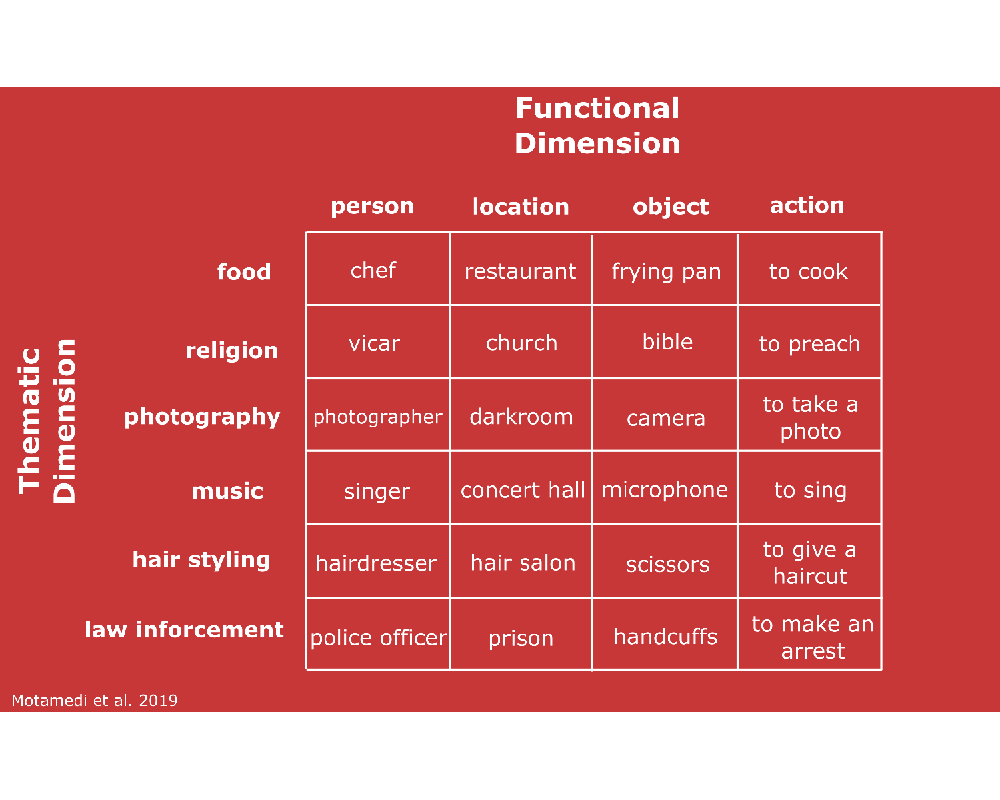 Functional
Dimension
person location object action
food chef restaurant frying pan to cook
religion vicar church bible to preach
Thematic
Dimension
photography photographer darkroom camera to take a
photo
music singer concert hall microphone to sing
hair styling hairdresser hair salon scissors to give a
haircut
law inforcement police officer prison handcuffs to make an
arrest
Motamedi et al. 2019